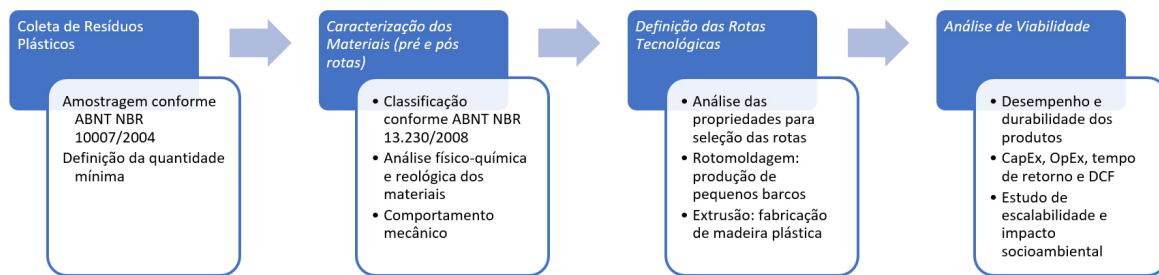 Coleta de Resíduos
Plásticos
Amostragem conforme
ABNT NBR
10007/2004
Definição da quantidade
mínima
Caracterização dos
Materiais (pré e pós
rotas)
• Classificação
conforme ABNT NBR
13.230/2008
• Análise físico-química
e reológica dos
materiais
• Comportamento
mecânico
Definição das Rotas
Tecnológicas
• Análise das
propriedades para
seleção das rotas
• Rotomoldagem:
produção de
pequenos barcos
• Extrusão: fabricação
de madeira plástica
Análise de Viabilidade
• Desempenho e
durabilidade dos
produtos
• CapEx, OpEx, tempo
de retorno e DCF
• Estudo de
escalabilidade e
impacto
socioambiental